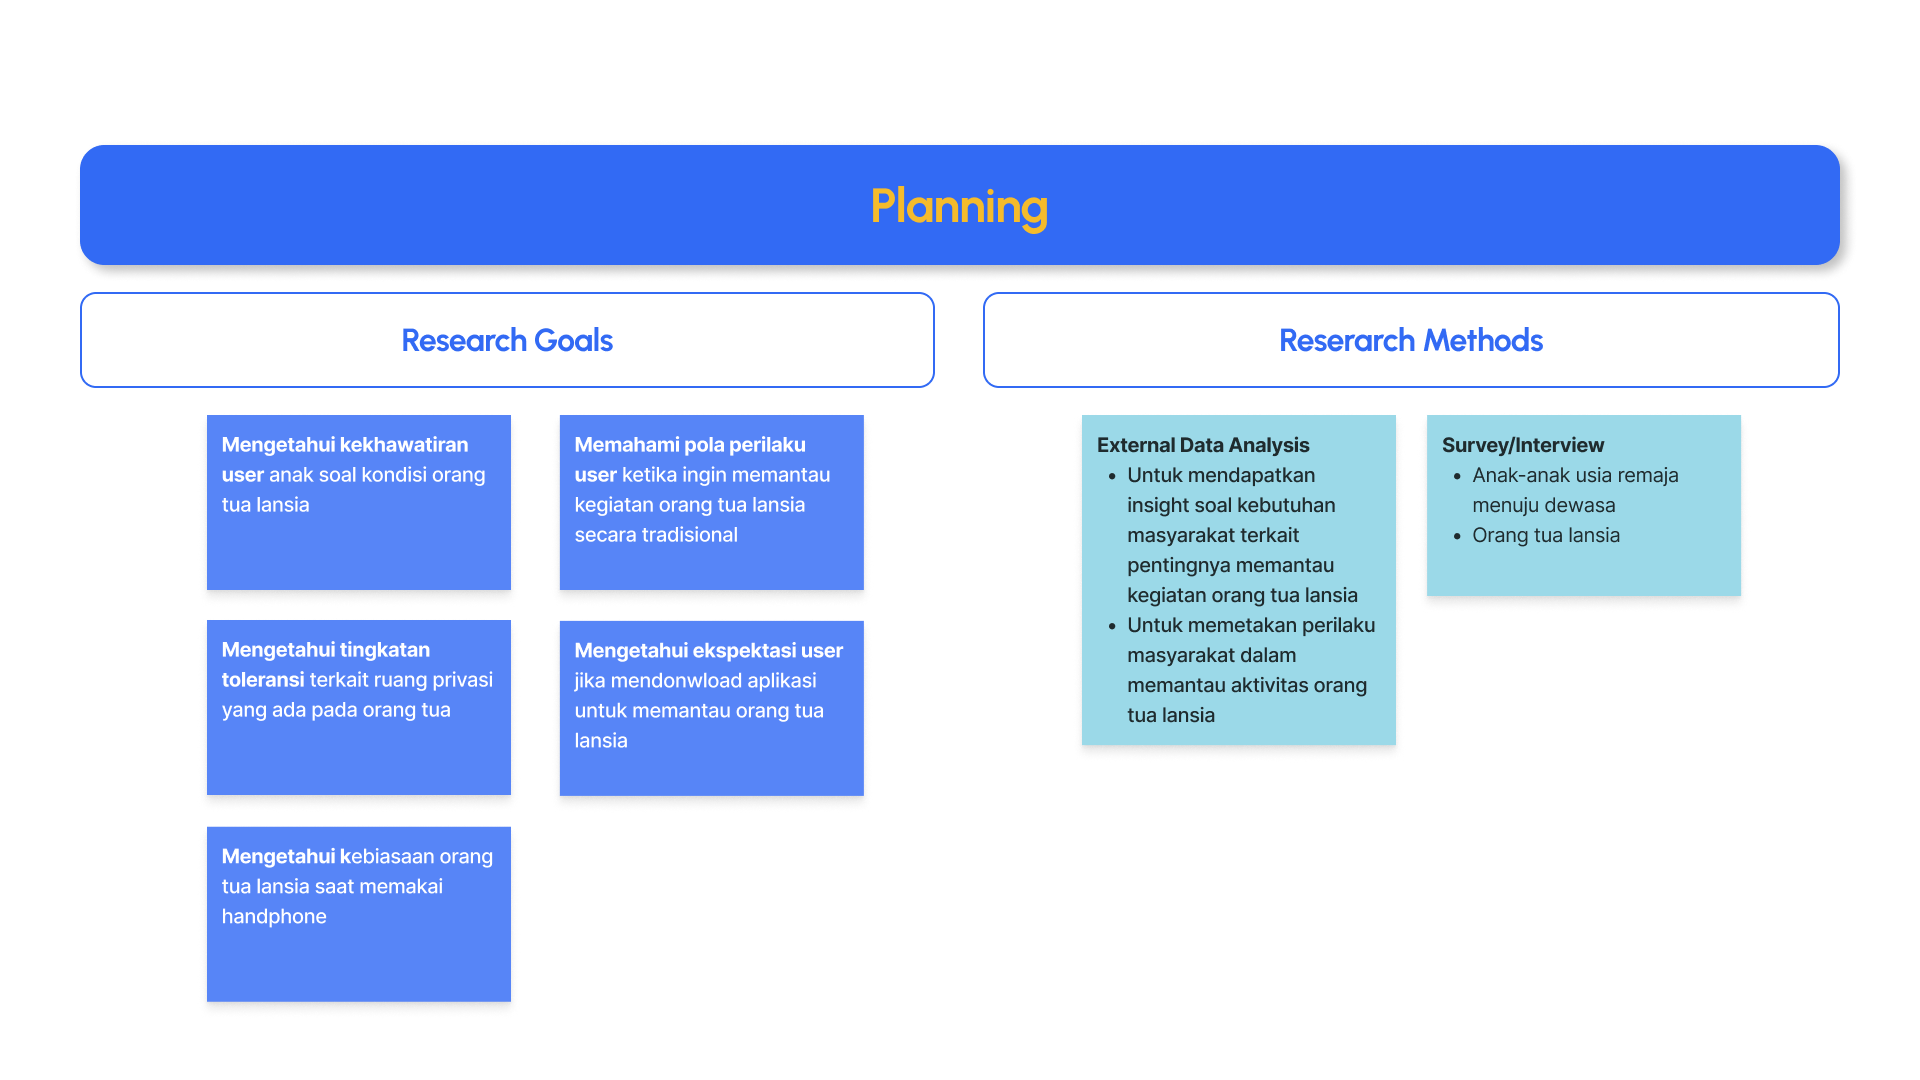 Planning
Research Goals
Mengetahui kekhawatiran
user anak soal kondisi orang
tua lansia
Memahami pola perilaku
user ketika ingin memantau
kegiatan orang tua lansia
secara tradisional
Mengetahui tingkatan
toleransi terkait ruang privasi
yang ada pada orang tua
Mengetahui ekspektasi user
jika mendonwload aplikasi
untuk memantau orang tua
lansia
Mengetahui kebiasaan orang
tua lansia saat memakai
handphone
Reserarch Methods
External Data Analysis
• Untuk mendapatkan
insight soal kebutuhan
masyarakat terkait
pentingnya memantau
kegiatan orang tua lansia
• Untuk memetakan perilaku
masyarakat dalam
memantau aktivitas orang
tua lansia
Survey/Interview
• Anak-anak usia remaja
menuju dewasa
• Orang tua lansia